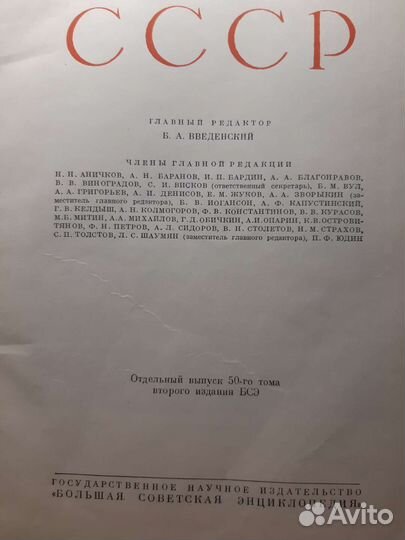 СССР
ГЛАВНЫЙ РЕДАКТОР
Б. А. ВВЕДЕНСКИЙ
ЧЛЕНЫ ГЛАВНОЙ РЕДАКЦИИ
Н. Н. АНИЧКОВ, А. Н. БАРАНОВ, И. П. БАРДИН, А. А. БЛАГОНРАВОВ,
В. В. ВИНОГРАДОВ, С. И. ВИСКОВ (ответственный секретарь), Б. М. ВУЛ,
А. А. ГРИГОРЬЕВ, А. И. ДЕНИСОВ, Е. М. ЖУКОВ, А. А. ЗВОРЫКИН (за-
меститель главного редактора), Б. В. ИОГАНСОН, А. Ф. КАПУСТИНСКИЙ,
Г. В. КЕЛДЫШ, А. Н. КОЛМОГОРОВ, Ф. В. КОНСТАНТИНОВ, В. В. КУРАСОВ,
М. Б. МИТИН, А. А. МИХАЙЛОВ, Г. Д. ОБИЧКИН, А. И. ОПАРИН, К. В. ОСТРОВИ-
ТЯНОВ, Ф. Н. ПЕТРОВ, А. Л. СИДОРОВ, В. Н. СТОЛЕТОВ, Н. М. СТРАХОВ,
С. П. ТОЛСТОВ, Л. С. ШАУМЯН (заместитель главного редактора), П. Ф. ЮДИН
Отдельный выпуск 50-го тома
второго издания БСЭ
ГОСУДАРСТВЕННОЕ НАУЧНОЕ ИЗДАТЕЛЬСТВО
«БОЛЬШАЯ СОВЕТСКАЯ ЭНЦИКЛОПЕДИЯ»
Avito